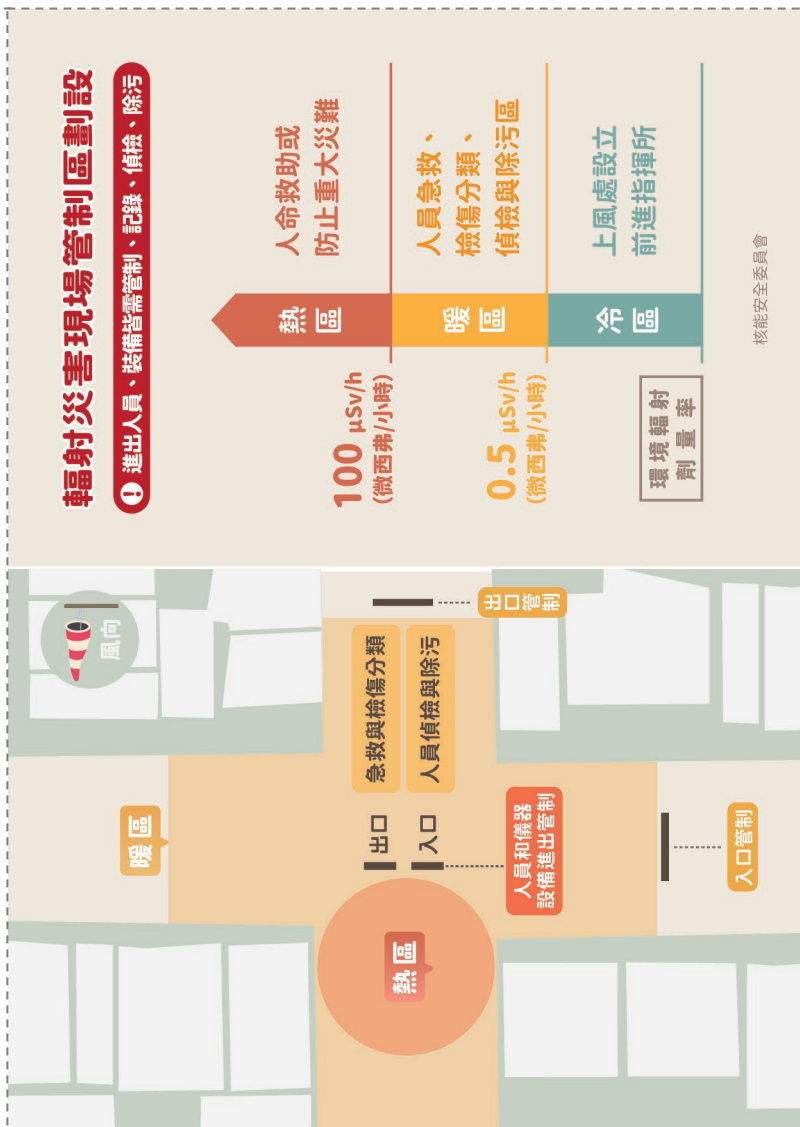 輻射災害現場管制區劃設
! 進出人員、裝備皆需管制、記錄、偵檢、除污
人命救助或
防止重大災難
熱區
100 μSv/h
(微西弗/小時)
人員急救、
檢傷分類、
偵檢與除污區
暖區
0.5 μSv/h
(微西弗/小時)
上風處設立
前進指揮所
冷區
環境輻射
劑量率
核能安全委員會
風向
暖區
出口管制
急救與檢傷分類
人員偵檢與除污
出口
入口
人員和儀器
設備進出管制
入口管制
熱區